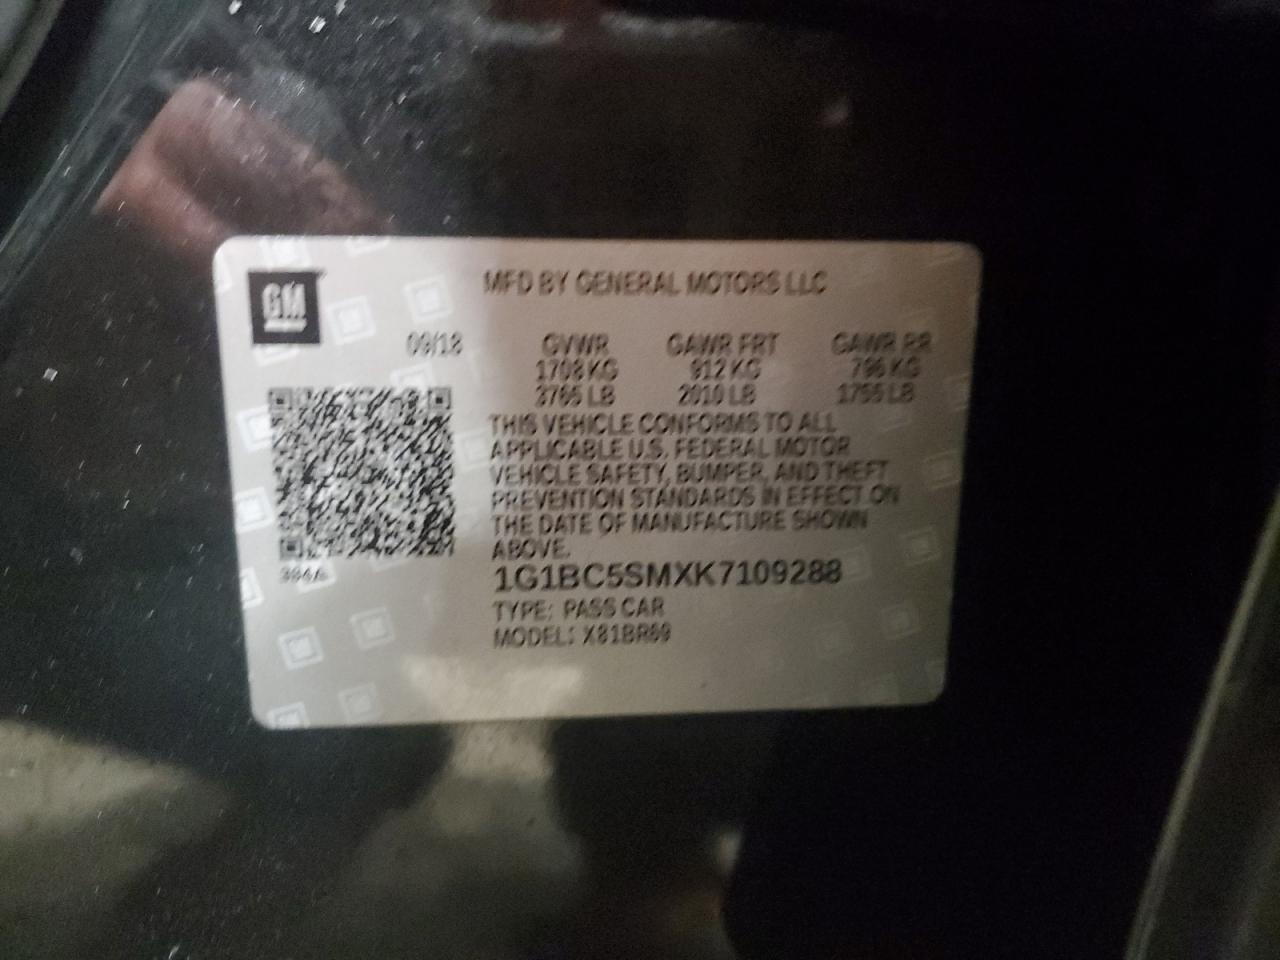 GM
MFD BY GENERAL MOTORS LLC
09/18 GVWR GAWR FRT GAWR RR
1708 KG 912 KG 796 KG
3765 LB 2010 LB 1755 LB
THIS VEHICLE CONFORMS TO ALL
APPLICABLE U.S. FEDERAL MOTOR
VEHICLE SAFETY, BUMPER, AND THEFT
PREVENTION STANDARDS IN EFFECT ON
THE DATE OF MANUFACTURE SHOWN
ABOVE.
1G1BC5SMXK7109288
TYPE: PASS CAR
MODEL: X81BR69